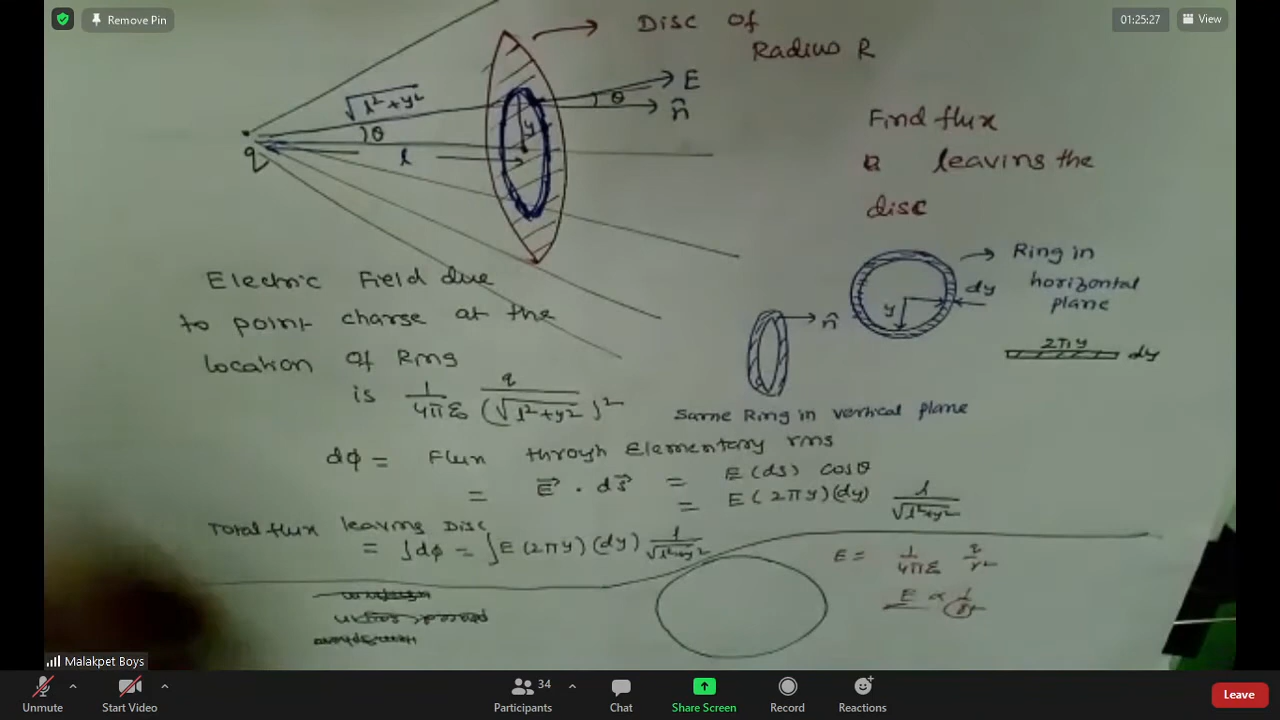 Remove Pin
01:25:27
View
Disc of
Radius R
√l²+y²
E
θ
n̂
θ
y
q
l
Find flux
leaving the
disc
Ring in
horizontal
plane
dy
y
n̂
2πy
dy
Electric Field due
to point charge at the
location of Ring
is 1/4πε q/(√l²+y²)²
Same Ring in vertical plane
dϕ = Flux through Elementary ring
= E⃗ . ds⃗ = E(ds) cosθ
= E(2πy)(dy) l/√l²+y²
Total flux leaving Disc
= ∫dϕ = ∫E(2πy)(dy) l/√l²+y²
E = 1/4πε q/r²
E ∝
Malakpet Boys
Unmute
Start Video
34
Participants
Chat
Share Screen
Record
Reactions
Leave